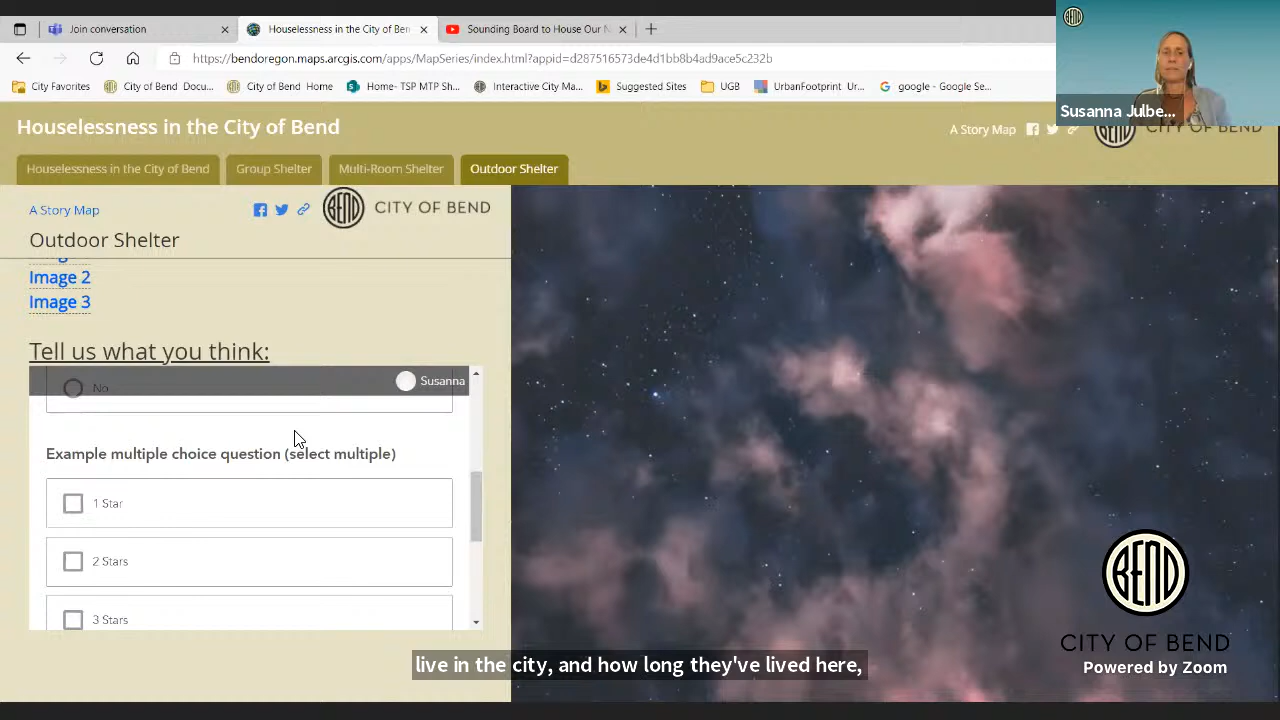 Join conversation
Houselessness in the City of Ben
Sounding Board to House Our N
https://bendoregon.maps.arcgis.com/apps/MapSeries/index.html?appid=d287516573de4d1bb8b4ad9ace5c232b
City Favorites
City of Bend Docu...
City of Bend Home
Home- TSP MTP Sh...
Interactive City Ma...
Suggested Sites
UGB
UrbanFootprint Ur...
google - Google Se...
BEND
Susanna Julbe...
Houselessness in the City of Bend
A Story Map
CITY OF BEND
Houselessness in the City of Bend
Group Shelter
Multi-Room Shelter
Outdoor Shelter
A Story Map
BEND
CITY OF BEND
Outdoor Shelter
Image 2
Image 3
Tell us what you think:
No
Susanna
Example multiple choice question (select multiple)
1 Star
2 Stars
3 Stars
BEND
CITY OF BEND
Powered by Zoom
live in the city, and how long they've lived here,